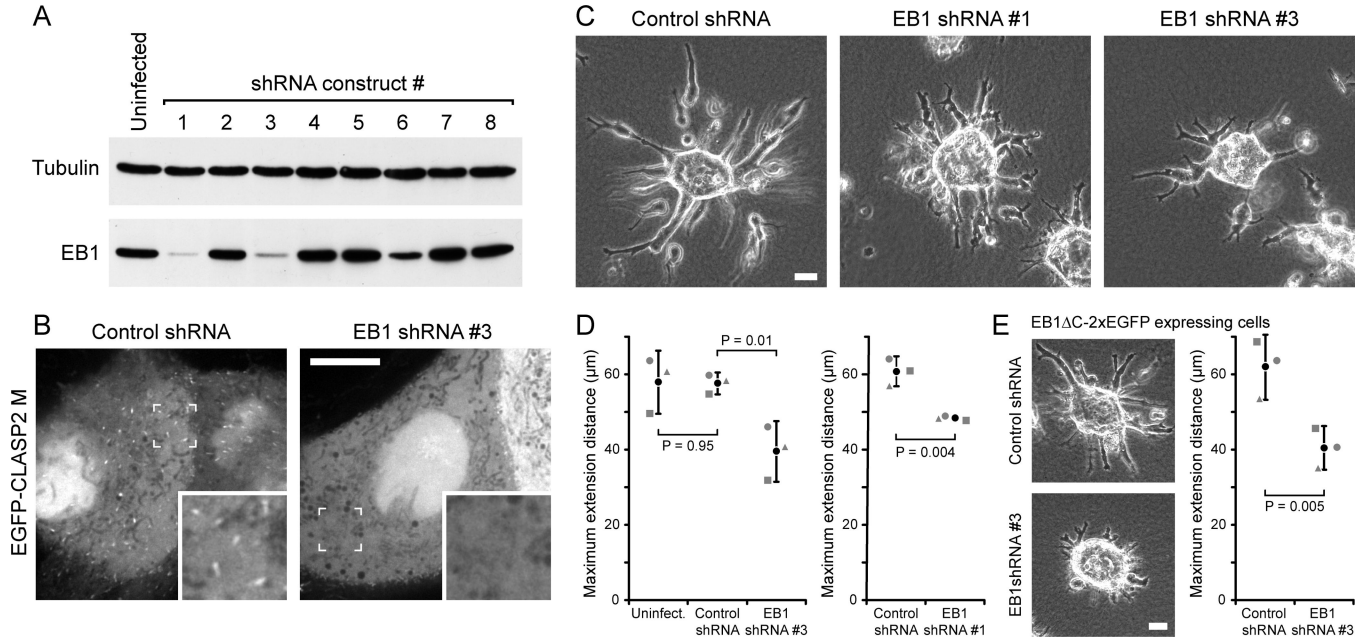 A
Uninfected
shRNA construct #
1 2 3 4 5 6 7 8
Tubulin
EB1
B
Control shRNA
EB1 shRNA #3
EGFP-CLASP2 M
C
Control shRNA
EB1 shRNA #1
EB1 shRNA #3
D
Maximum extension distance (µm)
60
40
60
20
0
P = 0.01
P = 0.95
Uninfect.
Control shRNA
EB1 shRNA #3
Maximum extension distance (µm)
60
40
60
20
0
P = 0.004
Control shRNA
EB1 shRNA #1
E
EB1ΔC-2xEGFP expressing cells
Control shRNA
EB1shRNA #3
Maximum extension distance (µm)
60
40
60
20
0
P = 0.005
Control shRNA
EB1 shRNA #3